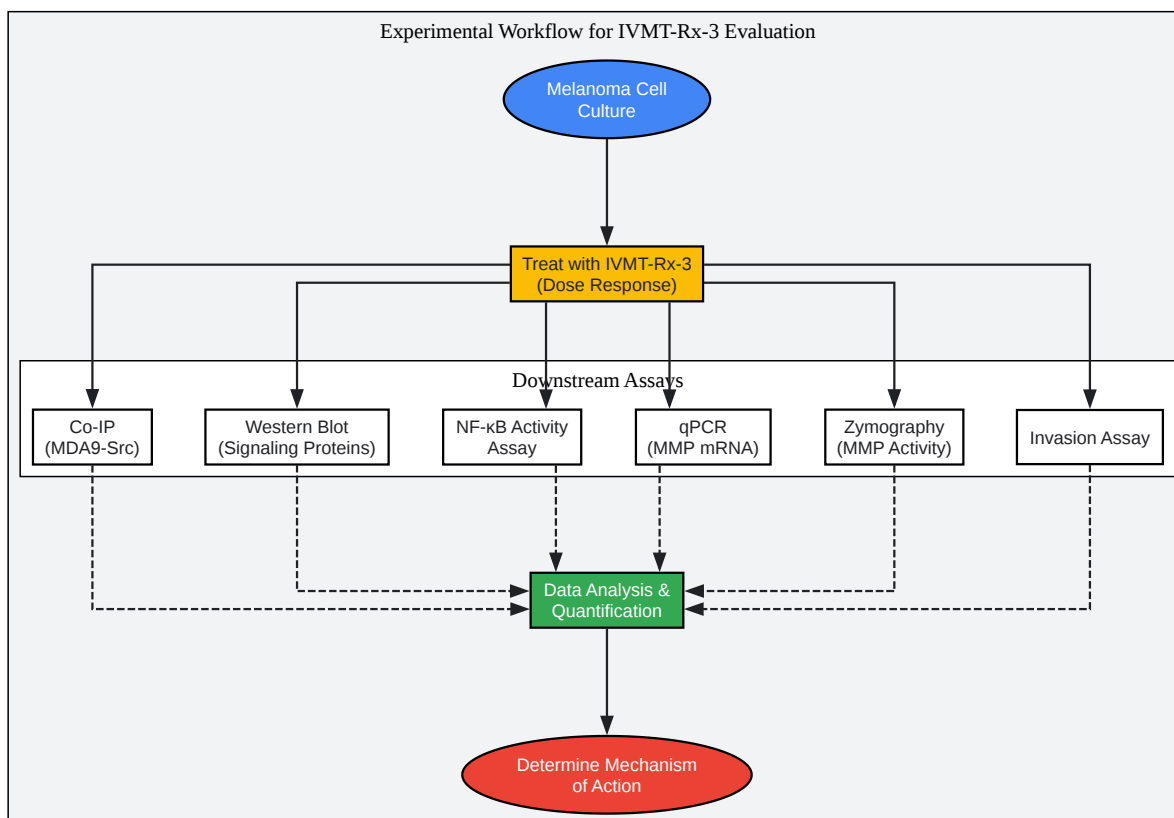 Experimental Workflow for IVMT-Rx-3 Evaluation
Melanoma Cell
Culture
Treat with IVMT-Rx-3
(Dose Response)
Downstream Assays
Co-IP
(MDA9-Src)
Western Blot
(Signaling Proteins)
NF-κB Activity
Assay
qPCR
(MMP mRNA)
Zymography
(MMP Activity)
Invasion Assay
Data Analysis &
Quantification
Determine Mechanism
of Action